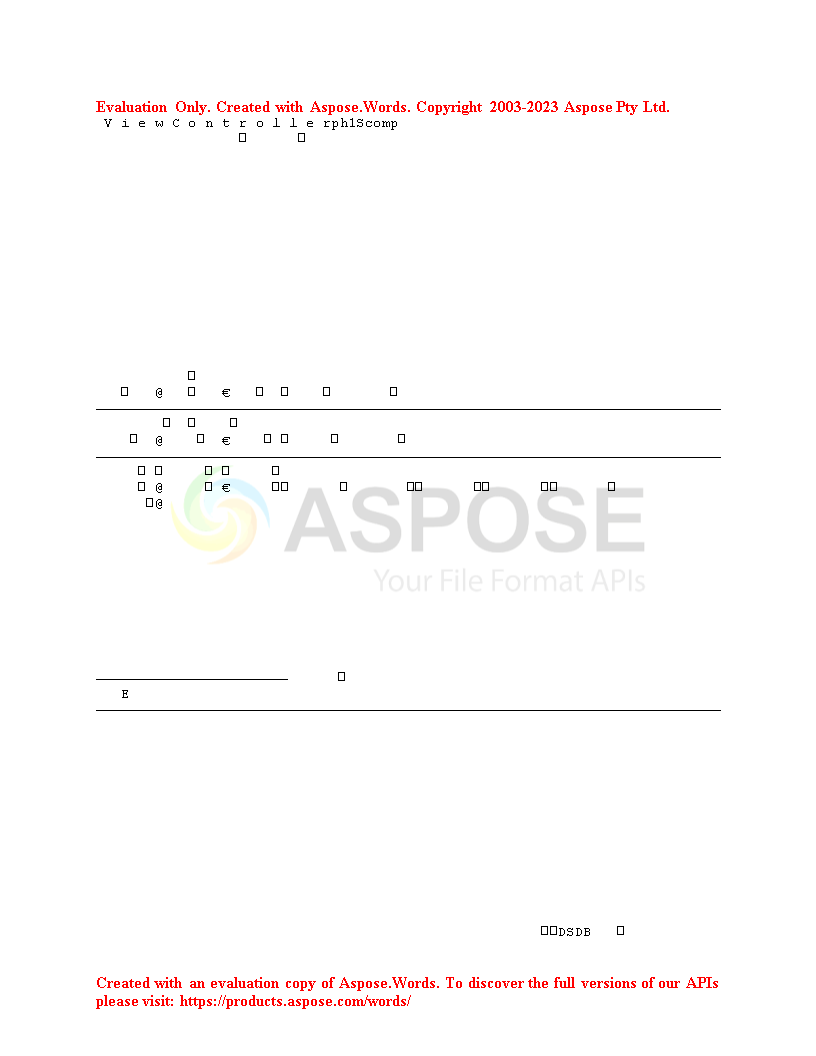 Evaluation Only. Created with Aspose.Words. Copyright 2003-2023 Aspose Pty Ltd.
V i e w C o n t r o l l e rph1Scomp
□ □
□
□ @ □ € □ □ □ □
□ □ □
□ @ □ € □ □ □ □
□ □ □ □ □
□ @ □ € □□ □ □□ □□ □□ □
□@
ASPOSE
Your File Format APIs
□
E
□□DSDB □
Created with an evaluation copy of Aspose.Words. To discover the full versions of our APIs
please visit: https://products.aspose.com/words/